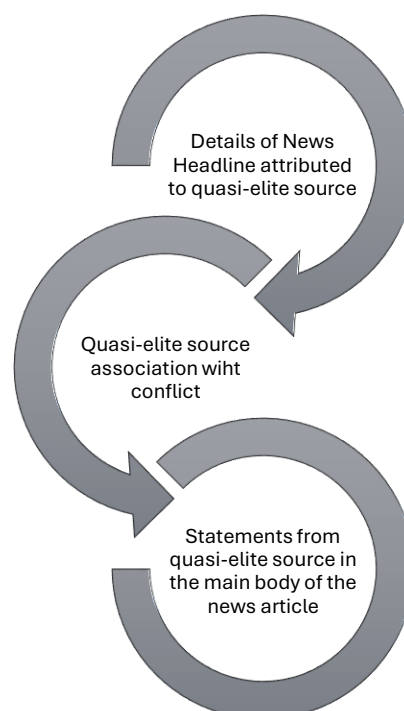 Details of News
Headline attributed
to quasi-elite source
Quasi-elite source
association wiht
conflict
Statements from
quasi-elite source in
the main body of the
news article